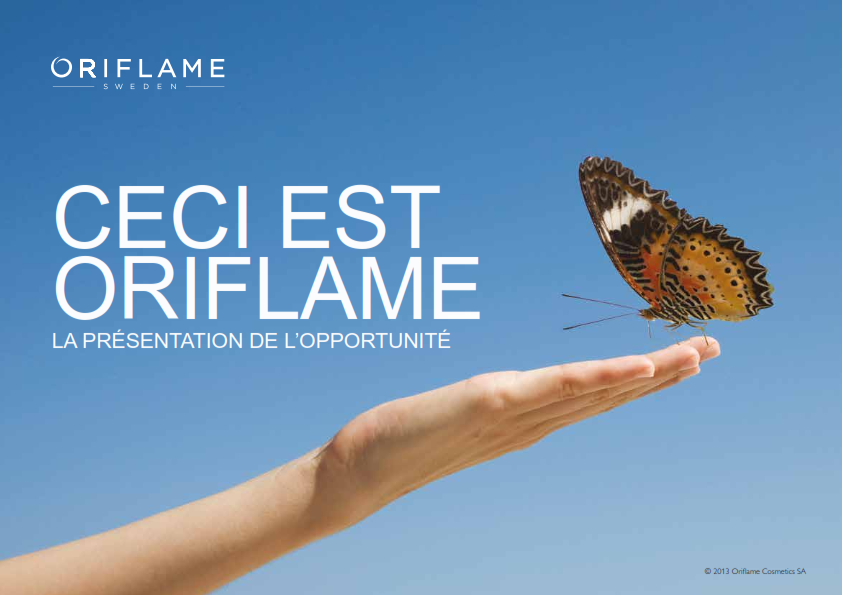 ORIFLAME
SWEDEN
CECI EST
ORIFLAME
LA PRÉSENTATION DE L’OPPORTUNITÉ
© 2013 Oriflame Cosmetics SA